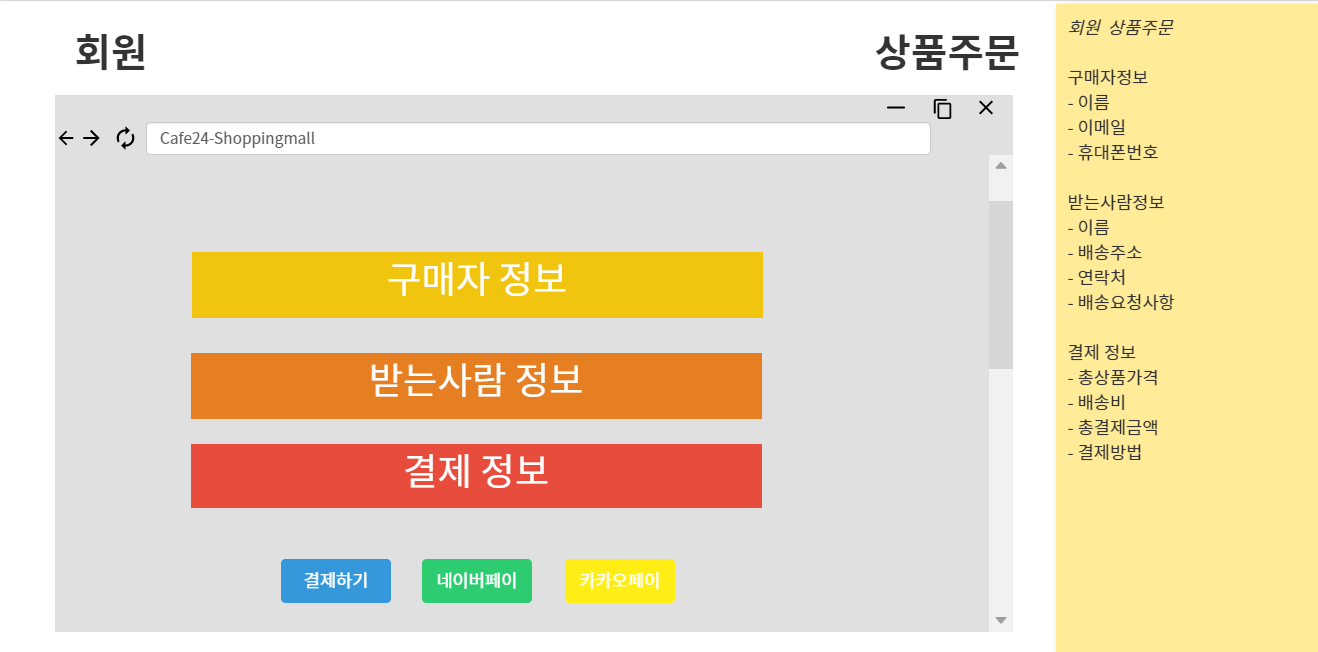 회원
상품주문
Cafe24-Shoppingmall
구매자 정보
받는사람 정보
결제 정보
결제하기
네이버페이
카카오페이
회원 상품주문
구매자정보
- 이름
- 이메일
- 휴대폰번호
받는사람정보
- 이름
- 배송주소
- 연락처
- 배송요청사항
결제 정보
- 총상품가격
- 배송비
- 총결제금액
- 결제방법